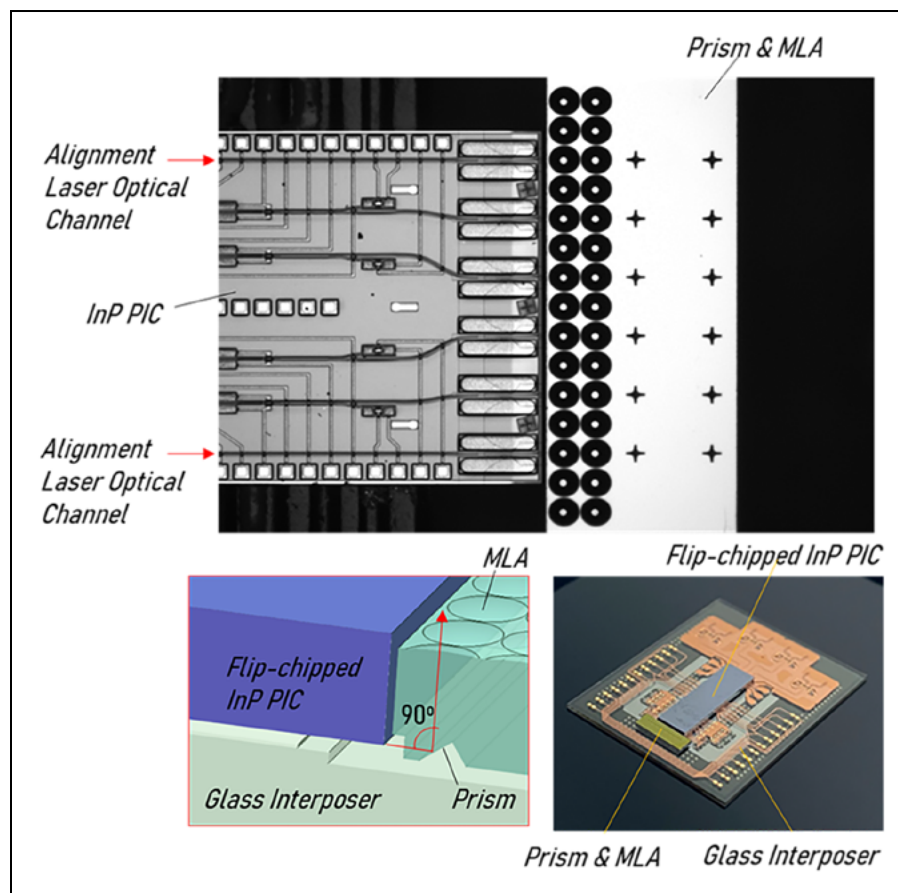 Prism & MLA
Alignment
Laser Optical
Channel
InP PIC
Alignment
Laser Optical
Channel
MLA
Flip-chipped
InP PIC
90º
Glass Interposer
Prism
Flip-chipped InP PIC
Prism & MLA
Glass Interposer